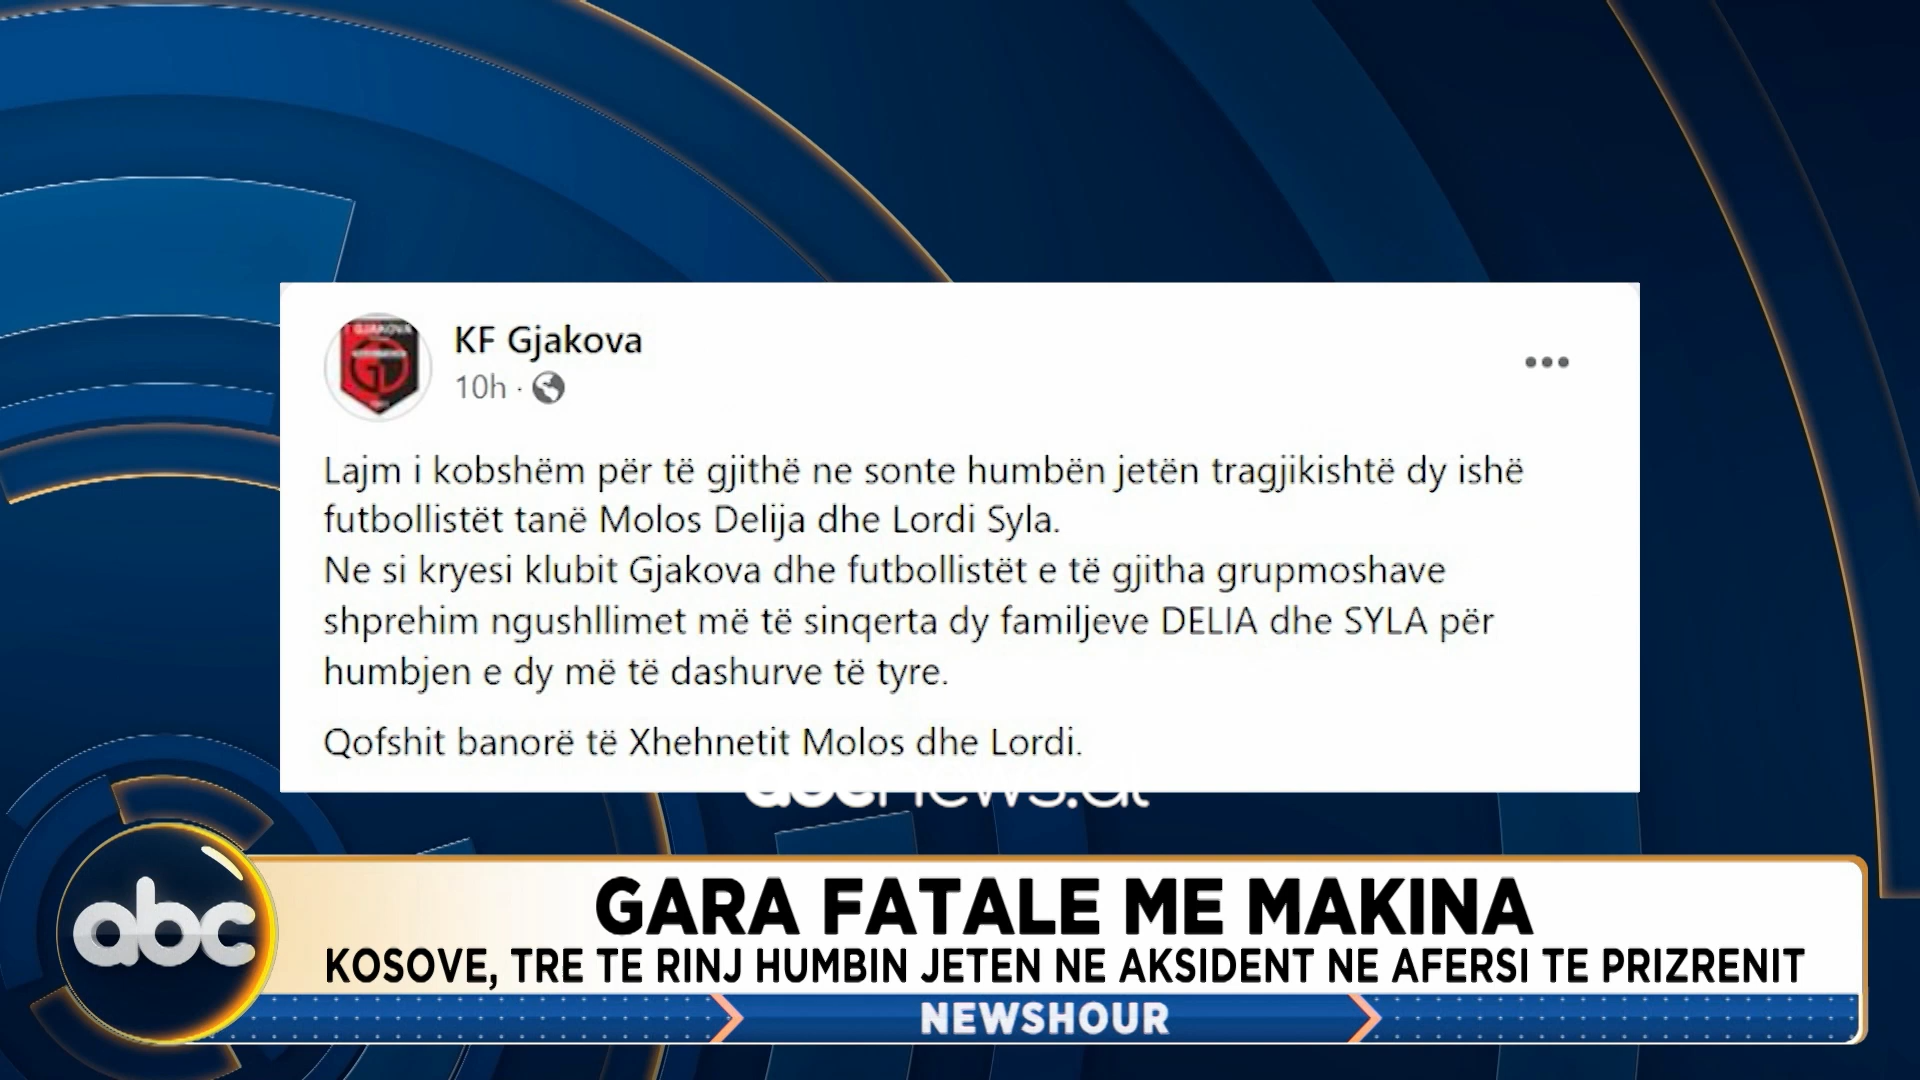 KF Gjakova
10h ·
Lajm i kobshëm për të gjithë ne sonte humbën jetën tragjikishtë dy ishë
futbollistët tanë Molos Delija dhe Lordi Syla.
Ne si kryesi klubit Gjakova dhe futbollistët e të gjitha grupmoshave
shprehim ngushllimet më të sinqerta dy familjeve DELIA dhe SYLA për
humbjen e dy më të dashurve të tyre.
Qofshit banorë të Xhehnetit Molos dhe Lordi.
abcnews.al
abc
GARA FATALE ME MAKINA
KOSOVE, TRE TE RINJ HUMBIN JETEN NE AKSIDENT NE AFERSI TE PRIZRENIT
NEWSHOUR